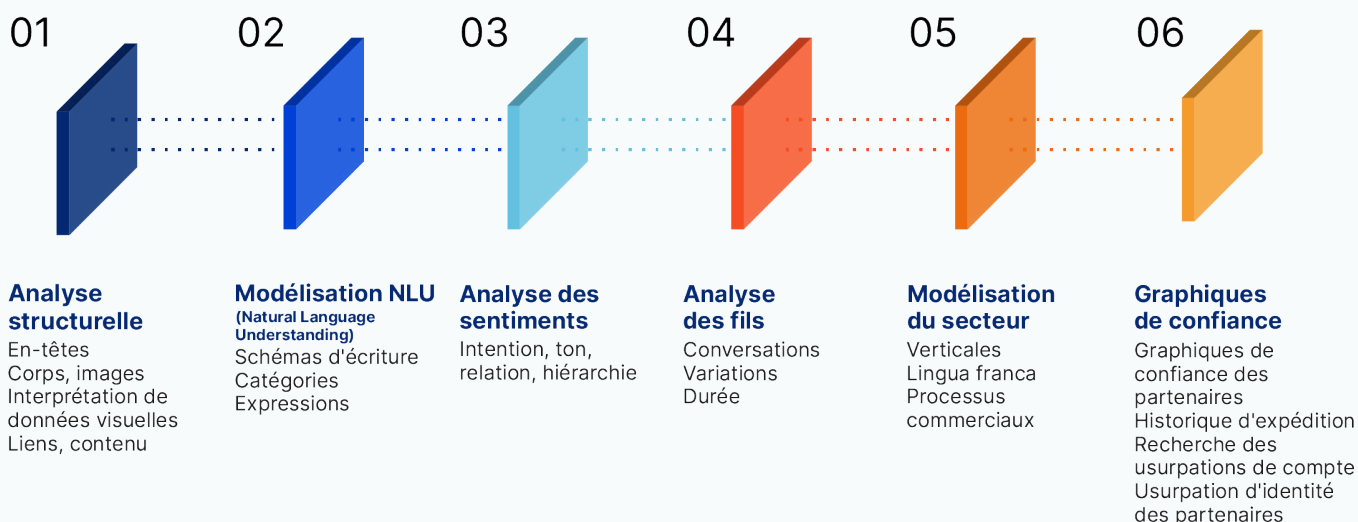 01
Analyse
structurelle
En-têtes
Corps, images
Interprétation de
données visuelles
Liens, contenu
02
Modélisation NLU
(Natural Language
Understanding)
Schémas d'écriture
Catégories
Expressions
03
Analyse des
sentiments
Intention, ton,
relation, hiérarchie
04
Analyse
des fils
Conversations
Variations
Durée
05
Modélisation
du secteur
Verticales
Lingua franca
Processus
commerciaux
06
Graphiques
de confiance
Graphiques de
confiance des
partenaires
Historique d'expédition
Recherche des
usurpations de compte
Usurpation d'identité
des partenaires